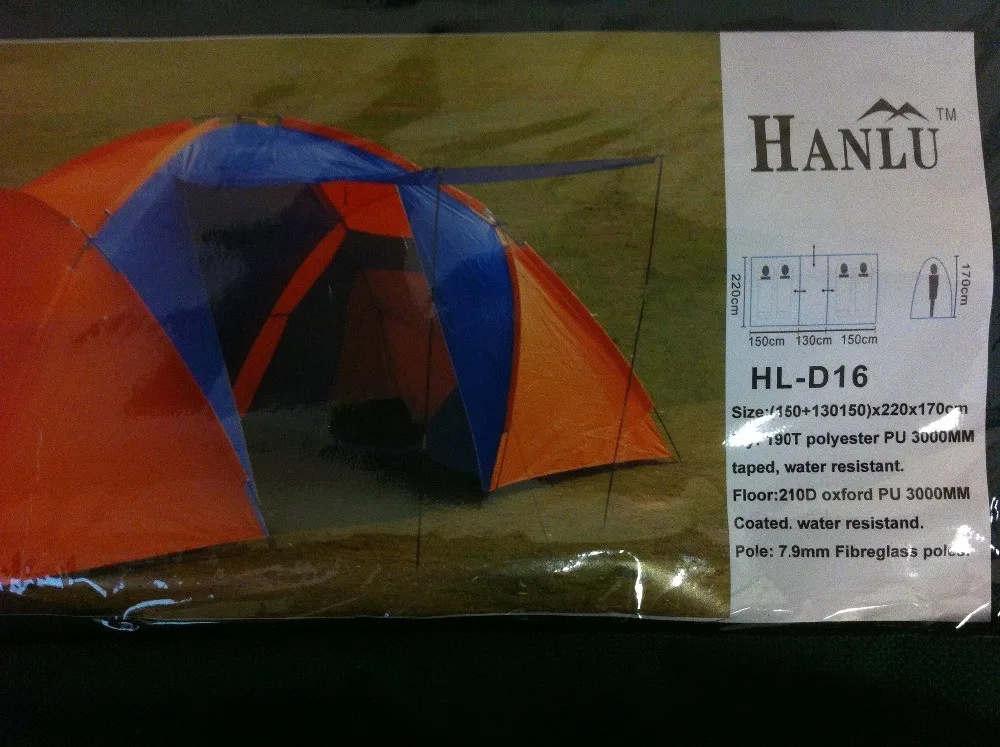 HANLU TM
220cm
170cm
150cm 130cm 150cm
HL-D16
Size:(150+130150)x220x170cm
190T polyester PU 3000MM
taped, water resistant.
Floor:210D oxford PU 3000MM
Coated. water resistand.
Pole: 7.9mm Fibreglass poles.